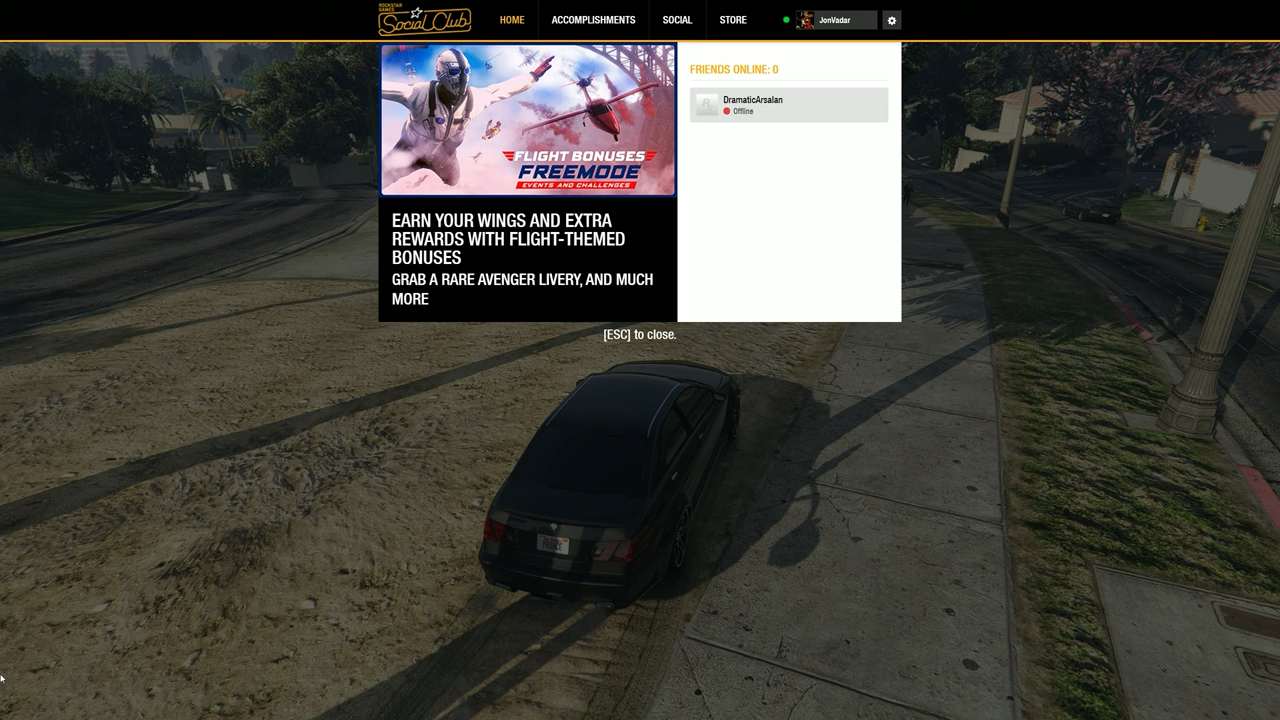 ROCKSTAR
GAMES
Social Club
HOME
ACCOMPLISHMENTS
SOCIAL
STORE
JonVadar
FLIGHT BONUSES
FREEMODE
EVENTS AND CHALLENGES
EARN YOUR WINGS AND EXTRA
REWARDS WITH FLIGHT-THEMED
BONUSES
GRAB A RARE AVENGER LIVERY, AND MUCH
MORE
FRIENDS ONLINE: 0
DramaticArsalan
Offline
[ESC] to close.